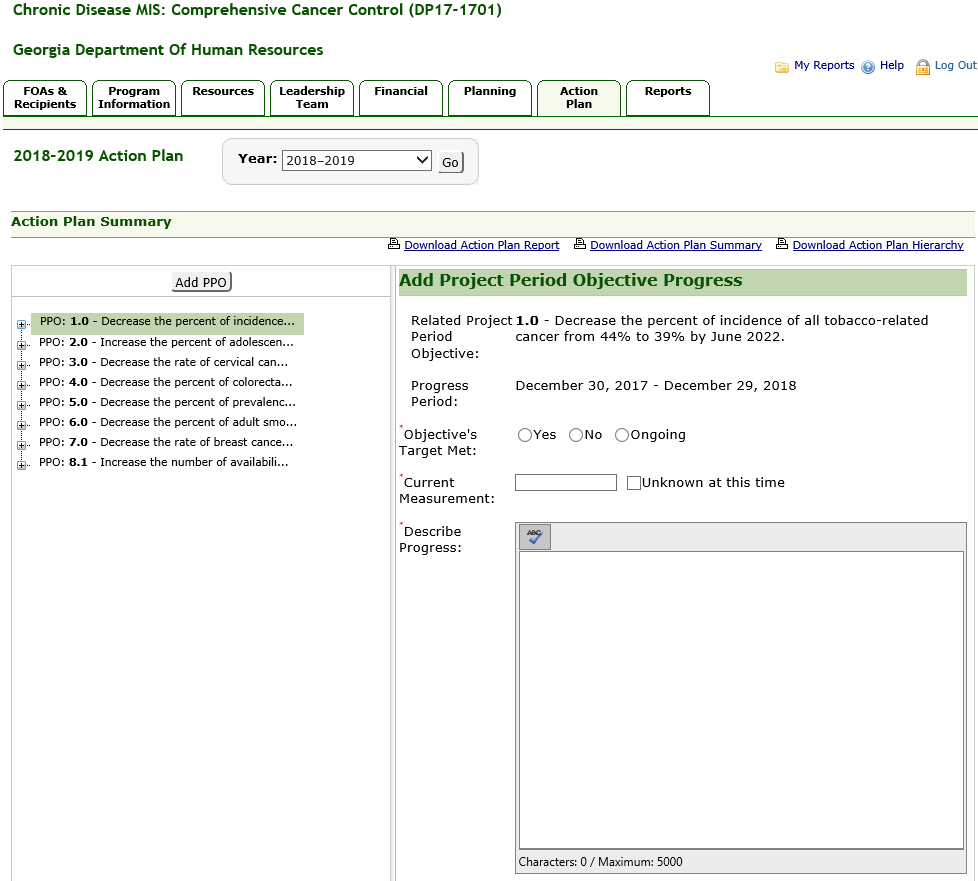 Chronic Disease MIS: Comprehensive Cancer Control (DP17-1701)
Georgia Department Of Human Resources
My Reports
Help
Log Out
FOAs &
Recipients
Program
Information
Resources
Leadership
Team
Financial
Planning
Action
Plan
Reports
2018-2019 Action Plan
Year: 2018-2019 Go
Action Plan Summary
Download Action Plan Report
Download Action Plan Summary
Download Action Plan Hierarchy
Add PPO
PPO: 1.0 - Decrease the percent of incidence...
PPO: 2.0 - Increase the percent of adolescen...
PPO: 3.0 - Decrease the rate of cervical can...
PPO: 4.0 - Decrease the percent of colorecta...
PPO: 5.0 - Decrease the percent of prevalenc...
PPO: 6.0 - Decrease the percent of adult smo...
PPO: 7.0 - Decrease the rate of breast cance...
PPO: 8.1 - Increase the number of availabili...
Add Project Period Objective Progress
Related Project
Period
Objective:
1.0 - Decrease the percent of incidence of all tobacco-related
cancer from 44% to 39% by June 2022.
Progress
Period:
December 30, 2017 - December 29, 2018
*Objective's
Target Met:
Yes No Ongoing
*Current
Measurement:
Unknown at this time
*Describe
Progress:
ABC
Characters: 0 / Maximum: 5000